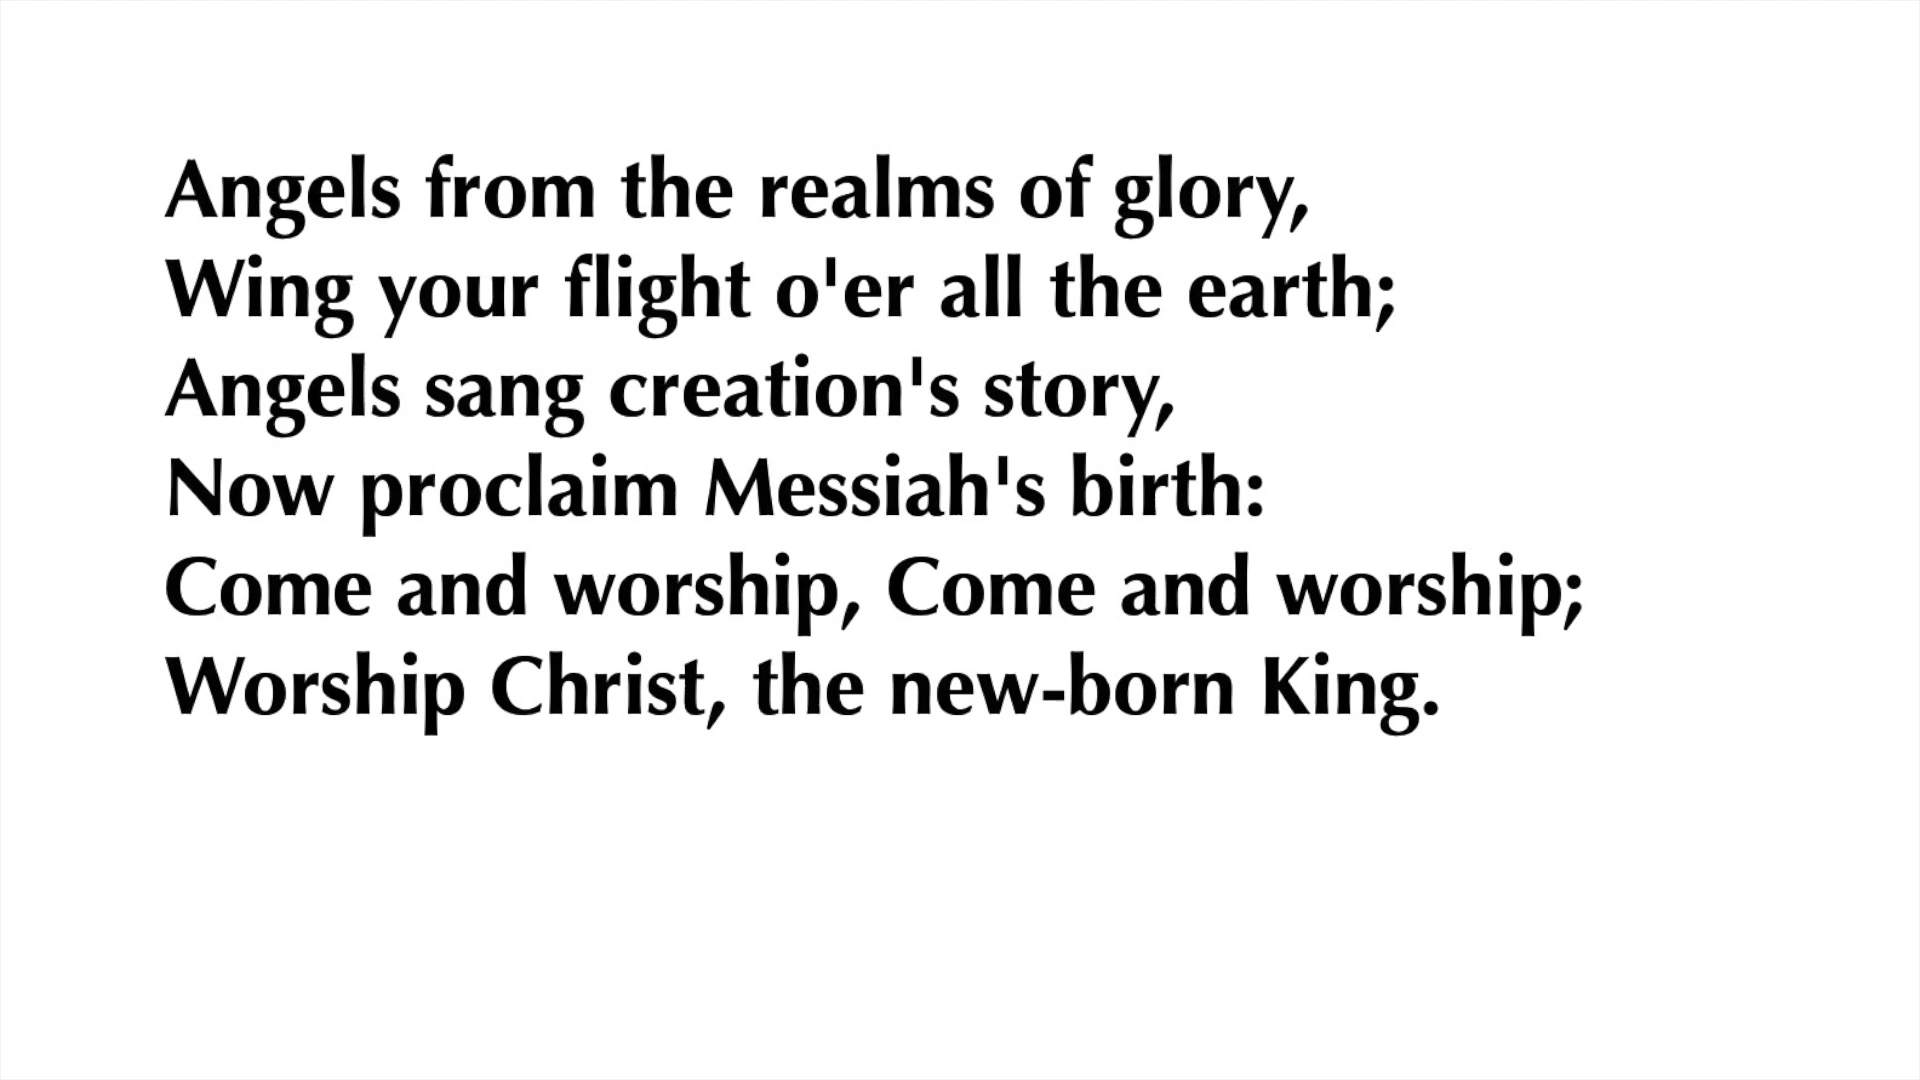 Angels from the realms of glory,
Wing your flight o'er all the earth;
Angels sang creation's story,
Now proclaim Messiah's birth:
Come and worship, Come and worship;
Worship Christ, the new-born King.